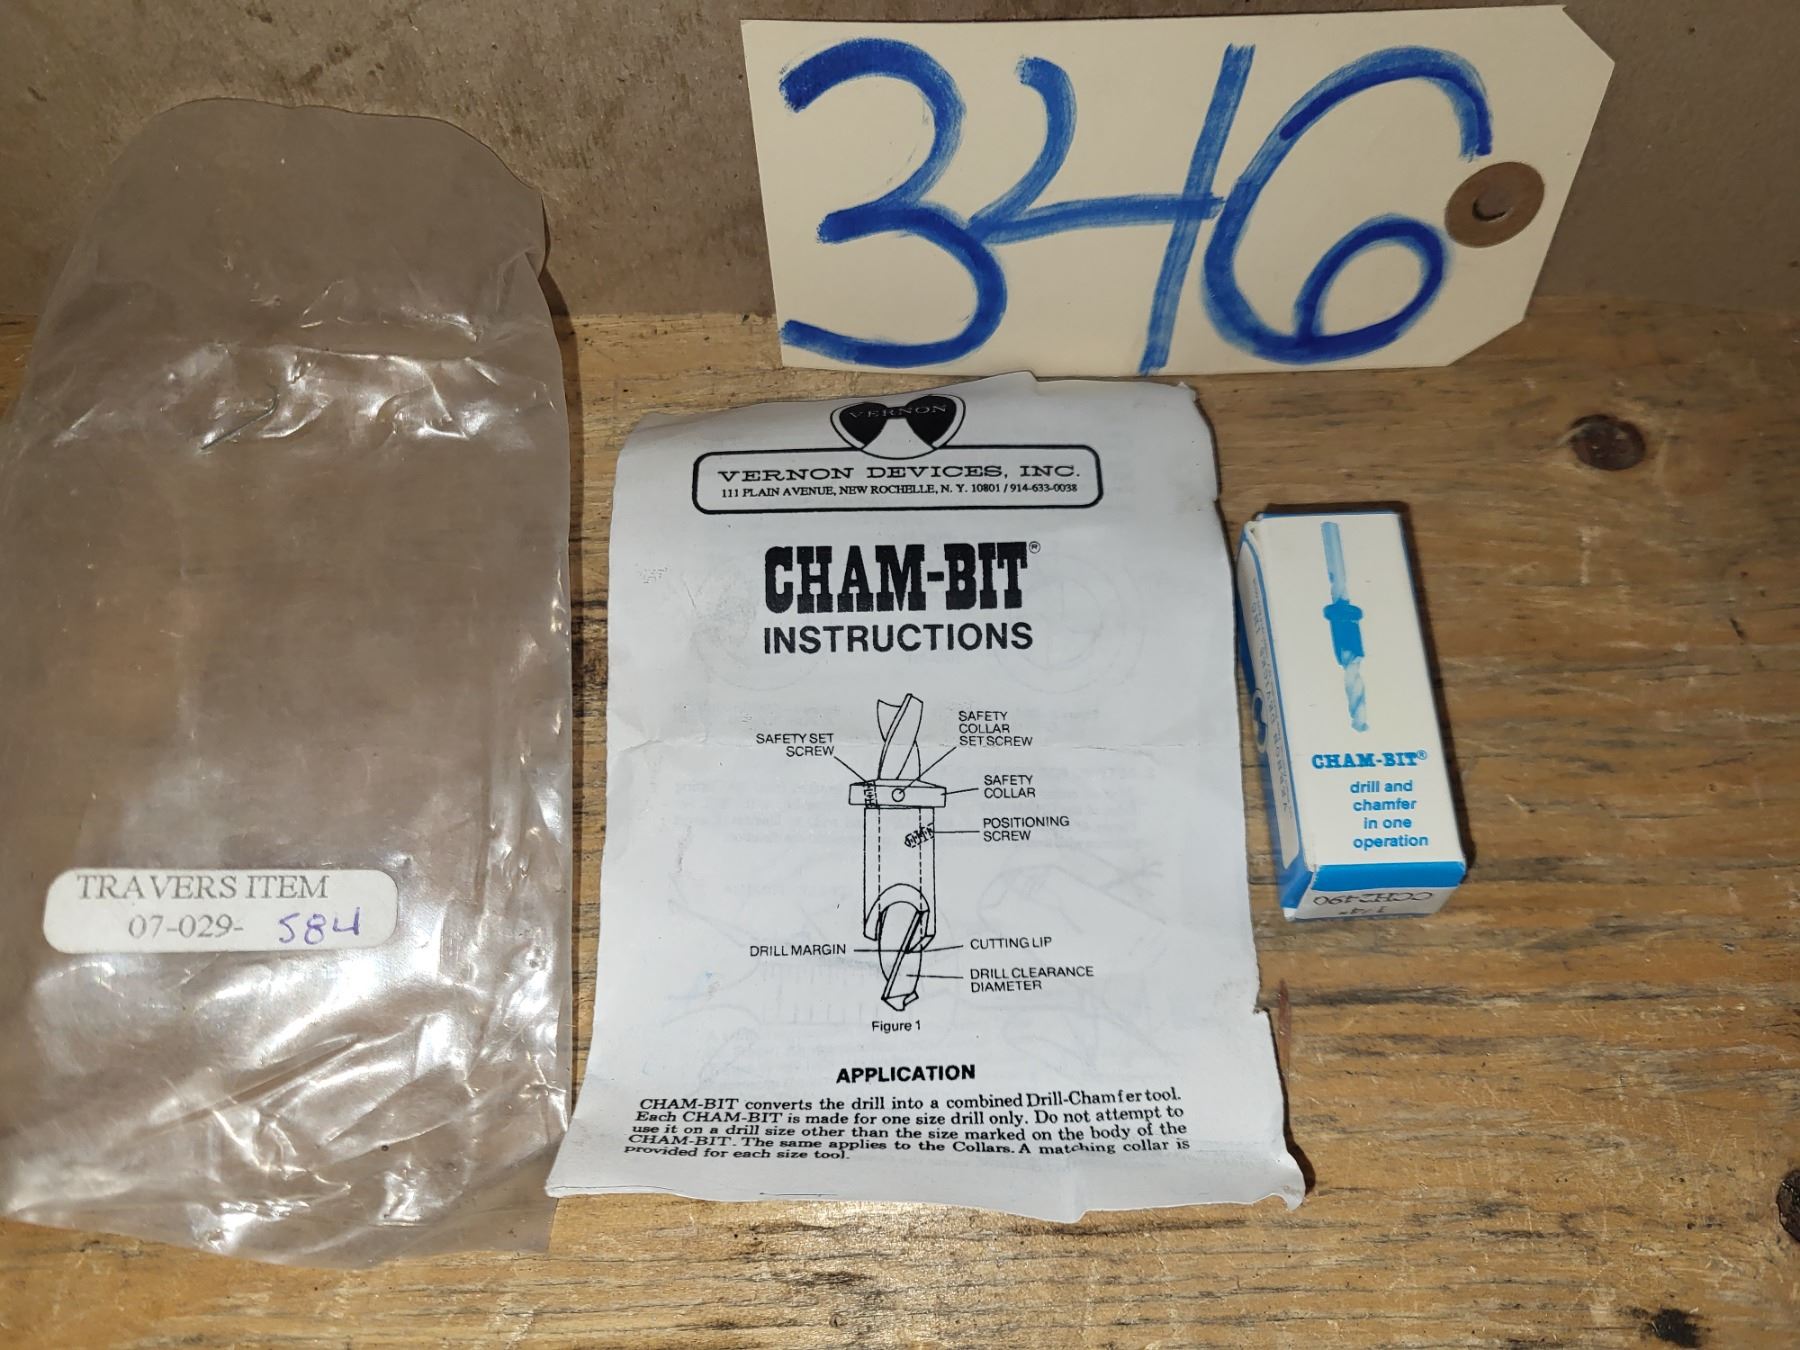 346
VERNON
VERNON DEVICES, INC.
111 PLAIN AVENUE, NEW ROCHELLE, N. Y. 10801 / 914-633-0038
CHAM-BIT®
INSTRUCTIONS
SAFETY SET
SCREW
SAFETY
COLLAR
SET SCREW
SAFETY
COLLAR
POSITIONING
SCREW
DRILL MARGIN
CUTTING LIP
DRILL CLEARANCE
DIAMETER
Figure 1
APPLICATION
CHAM-BIT converts the drill into a combined Drill-Chamfer tool.
Each CHAM-BIT is made for one size drill only. Do not attempt to
use it on a drill size other than the size marked on the body of the
CHAM-BIT. The same applies to the Collars. A matching collar is
provided for each size tool.
TRAVERS ITEM
07-029- 584
CHAM-BIT®
drill and
chamfer
in one
operation